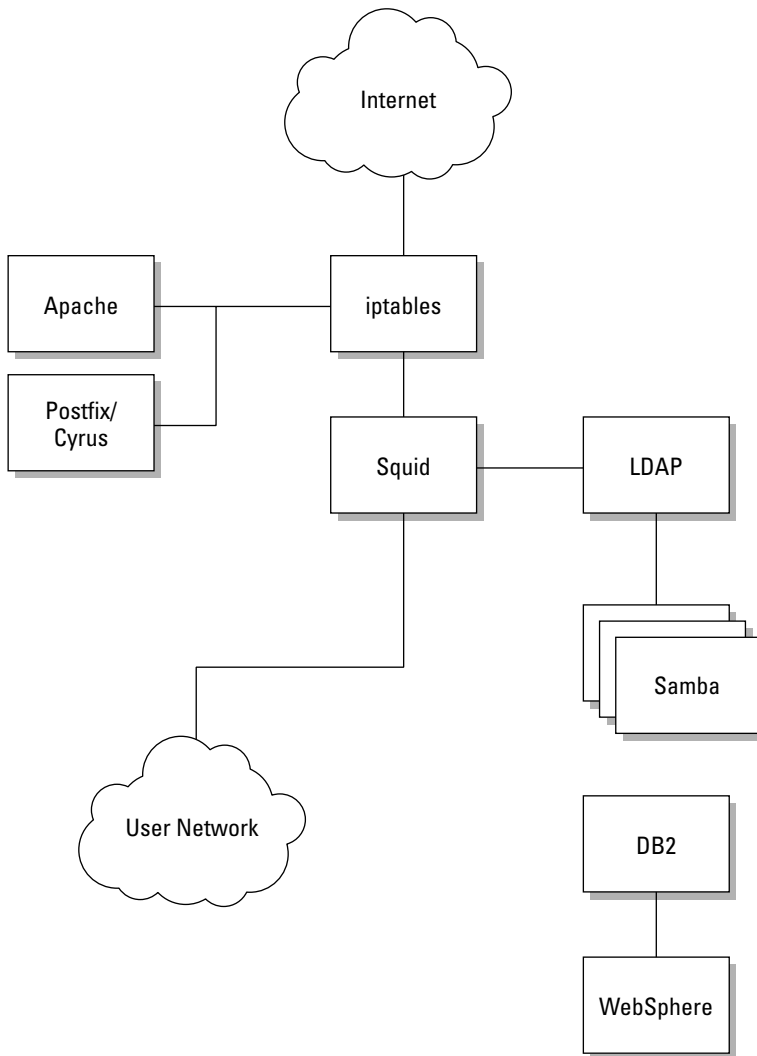 Internet
Apache
iptables
Postfix/
Cyrus
Squid
LDAP
Samba
User Network
DB2
WebSphere